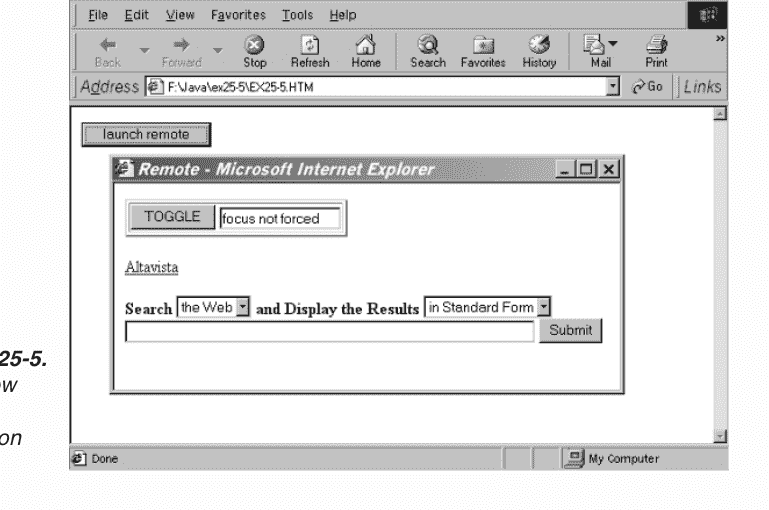 File Edit View Favorites Tools Help
Back Forward Stop Refresh Home Search Favorites History Mail Print »
Address F:\Java\ex25-5\EX25-5.HTM Go Links
launch remote
Remote - Microsoft Internet Explorer
TOGGLE focus not forced
Altavista
Search the Web and Display the Results in Standard Form
Submit
25-5.
ow
on
Done My Computer